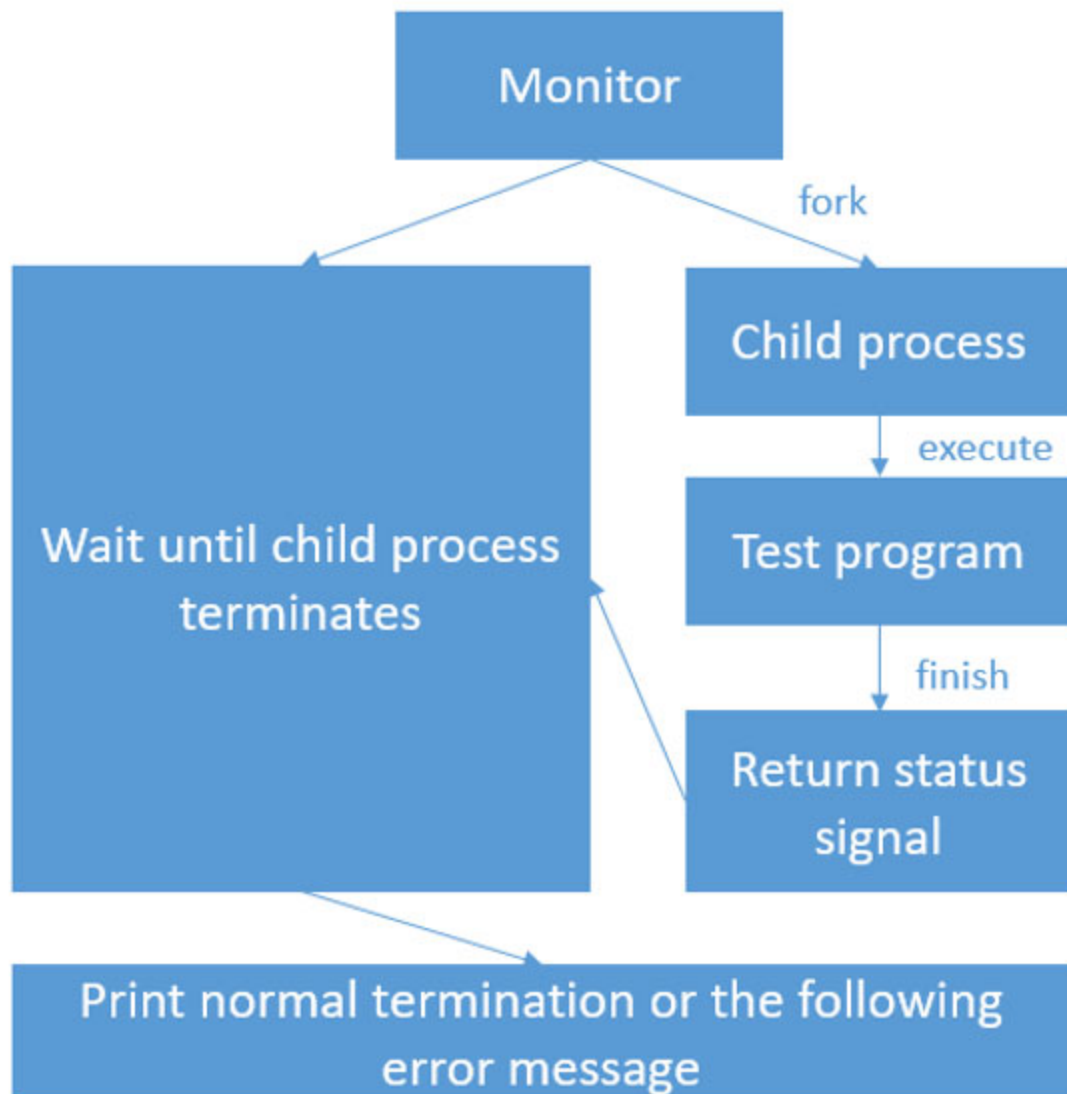 Monitor
fork
Child process
execute
Wait until child process
terminates
Test program
finish
Return status
signal
Print normal termination or the following
error message